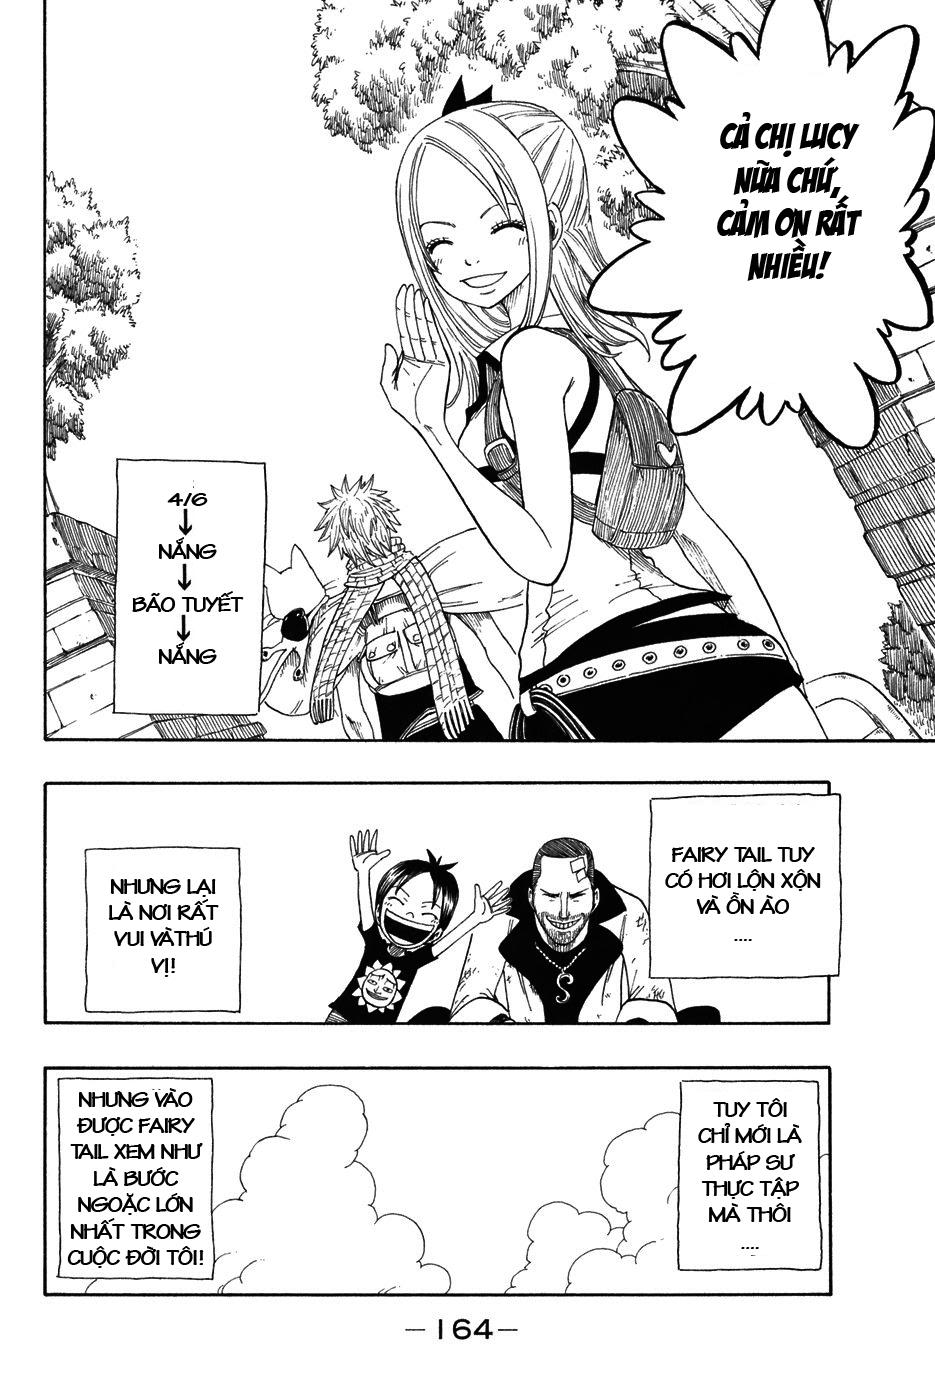 CẢ CHỊ LUCY
NỮA CHỨ,
CẢM ƠN RẤT
NHIỀU!
4/6
NẮNG
BÃO TUYẾT
NẮNG
FAIRY TAIL TUY
CÓ HƠI LỘN XỘN
VÀ ỒN ÀO
....
NHƯNG LẠI
LÀ NƠI RẤT
VUI VÀTHÚ
VỊ!
S
TUY TÔI
CHỈ MỚI LÀ
PHÁP SƯ
THỰC TẬP
MÀ THÔI
....
NHƯNG VÀO
ĐƯỢC FAIRY
TAIL XEM NHƯ
LÀ BƯỚC
NGOẶC LỚN
NHẤT TRONG
CUỘC ĐỜI TÔI!
—164—